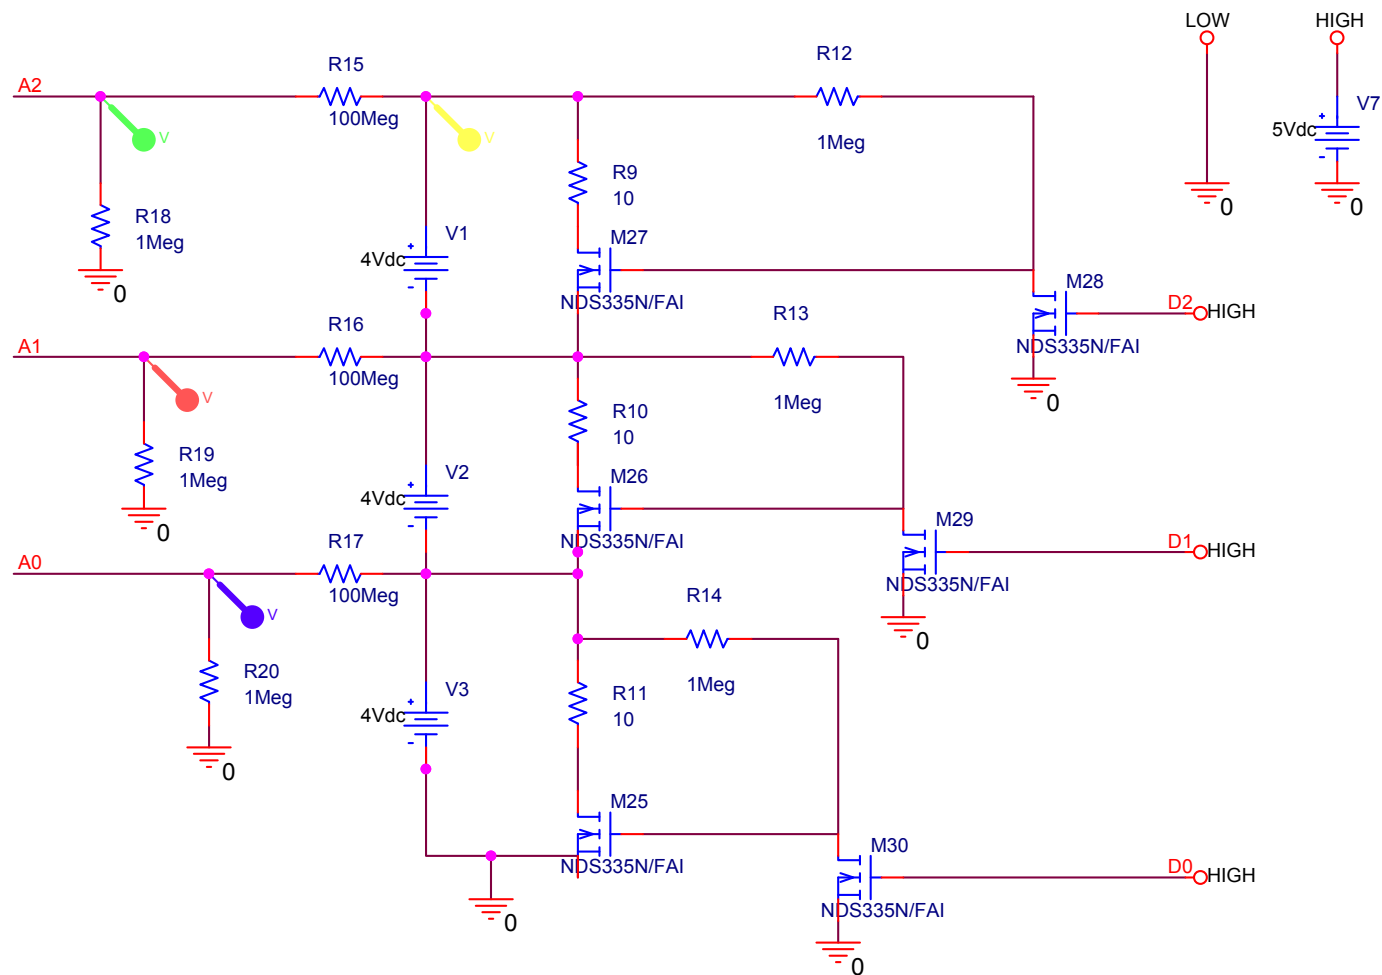 LOW
HIGH
R12
R15
A2
V7
100Meg
5Vdc
V
V
1Meg
R9
10
R18
1Meg
0
0
V1
M27
4Vdc
M28
0
NDS335N/FAI
D2
HIGH
R13
R16
A1
NDS335N/FAI
100Meg
V
1Meg
0
R10
10
R19
1Meg
V2
M26
4Vdc
M29
0
R17
NDS335N/FAI
D1
HIGH
A0
NDS335N/FAI
100Meg
R14
V
0
R20
1Meg
V3
1Meg
R11
10
4Vdc
0
M25
M30
NDS335N/FAI
D0
HIGH
0
NDS335N/FAI
0